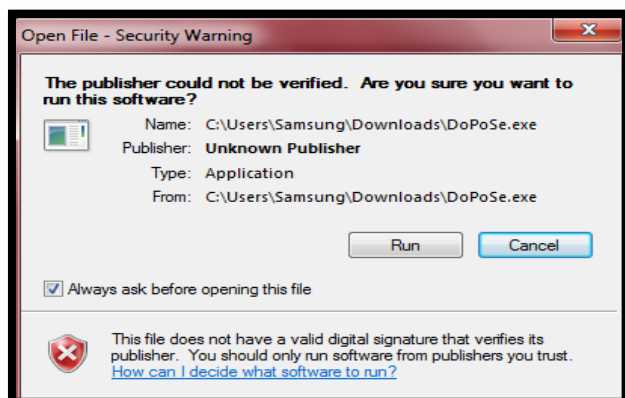 Open File - Security Warning
The publisher could not be verified.  Are you sure you want to
run this software?
Name: C:\Users\Samsung\Downloads\DoPoSe.exe
Publisher: Unknown Publisher
Type: Application
From: C:\Users\Samsung\Downloads\DoPoSe.exe
Run Cancel
Always ask before opening this file
This file does not have a valid digital signature that verifies its
publisher.  You should only run software from publishers you trust.
How can I decide what software to run?